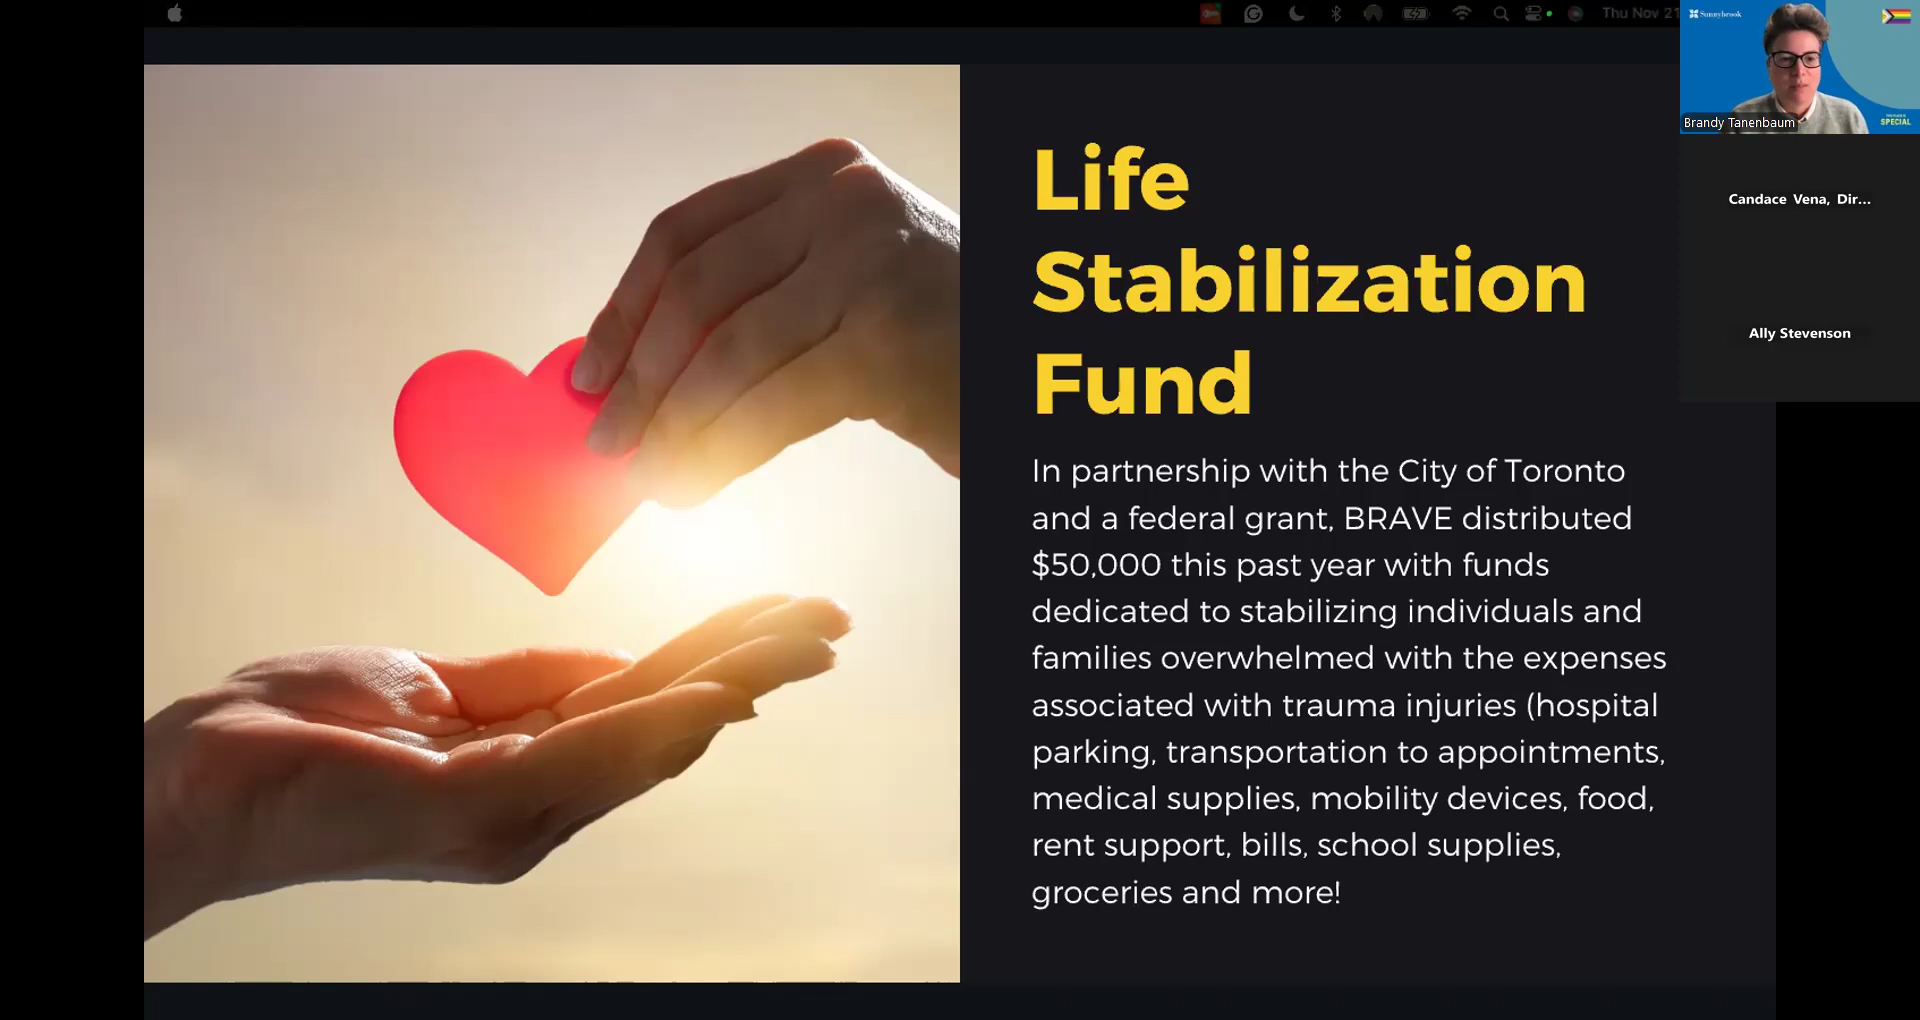 Thu Nov 21
Sunnybrook
SPECIAL
Brandy Tanenbaum
Candace Vena, Dir...
Ally Stevenson
Life
Stabilization
Fund
In partnership with the City of Toronto
and a federal grant, BRAVE distributed
$50,000 this past year with funds
dedicated to stabilizing individuals and
families overwhelmed with the expenses
associated with trauma injuries (hospital
parking, transportation to appointments,
medical supplies, mobility devices, food,
rent support, bills, school supplies,
groceries and more!